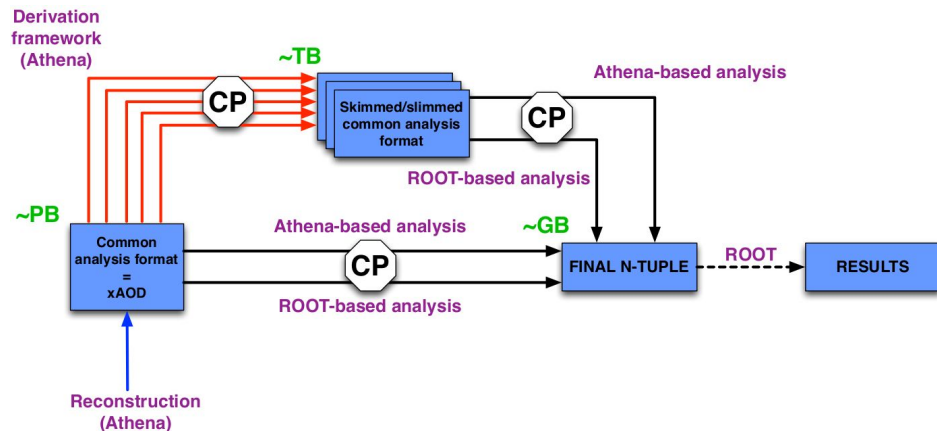 Derivation
framework
(Athena)
~TB
CP
Skimmed/slimmed
common analysis
format
CP
Athena-based analysis
ROOT-based analysis
~PB
Common
analysis format
=
xAOD
Athena-based analysis
CP
ROOT-based analysis
~GB
FINAL N-TUPLE
ROOT
RESULTS
Reconstruction
(Athena)